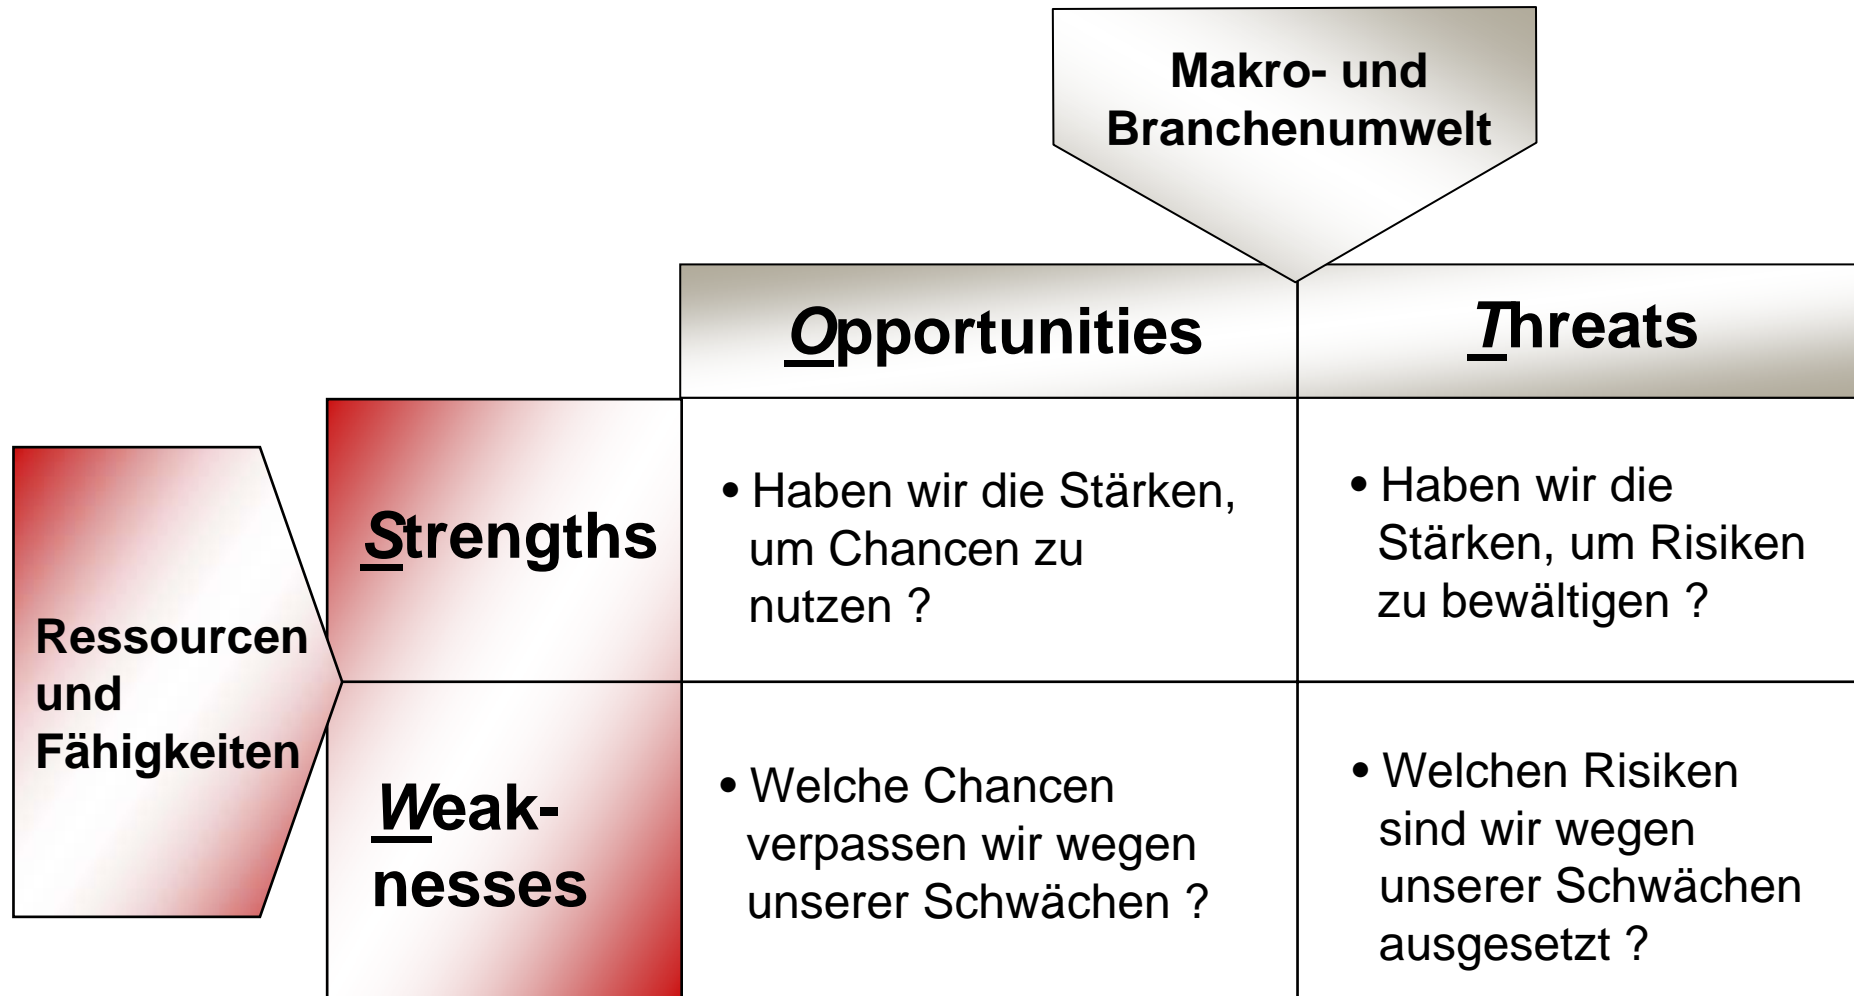 Makro- und
Branchenumwelt
Opportunities
Threats
Ressourcen
und
Fähigkeiten
Strengths
• Haben wir die Stärken,
um Chancen zu
nutzen ?
• Haben wir die
Stärken, um Risiken
zu bewältigen ?
Weak-
nesses
• Welche Chancen
verpassen wir wegen
unserer Schwächen ?
• Welchen Risiken
sind wir wegen
unserer Schwächen
ausgesetzt ?